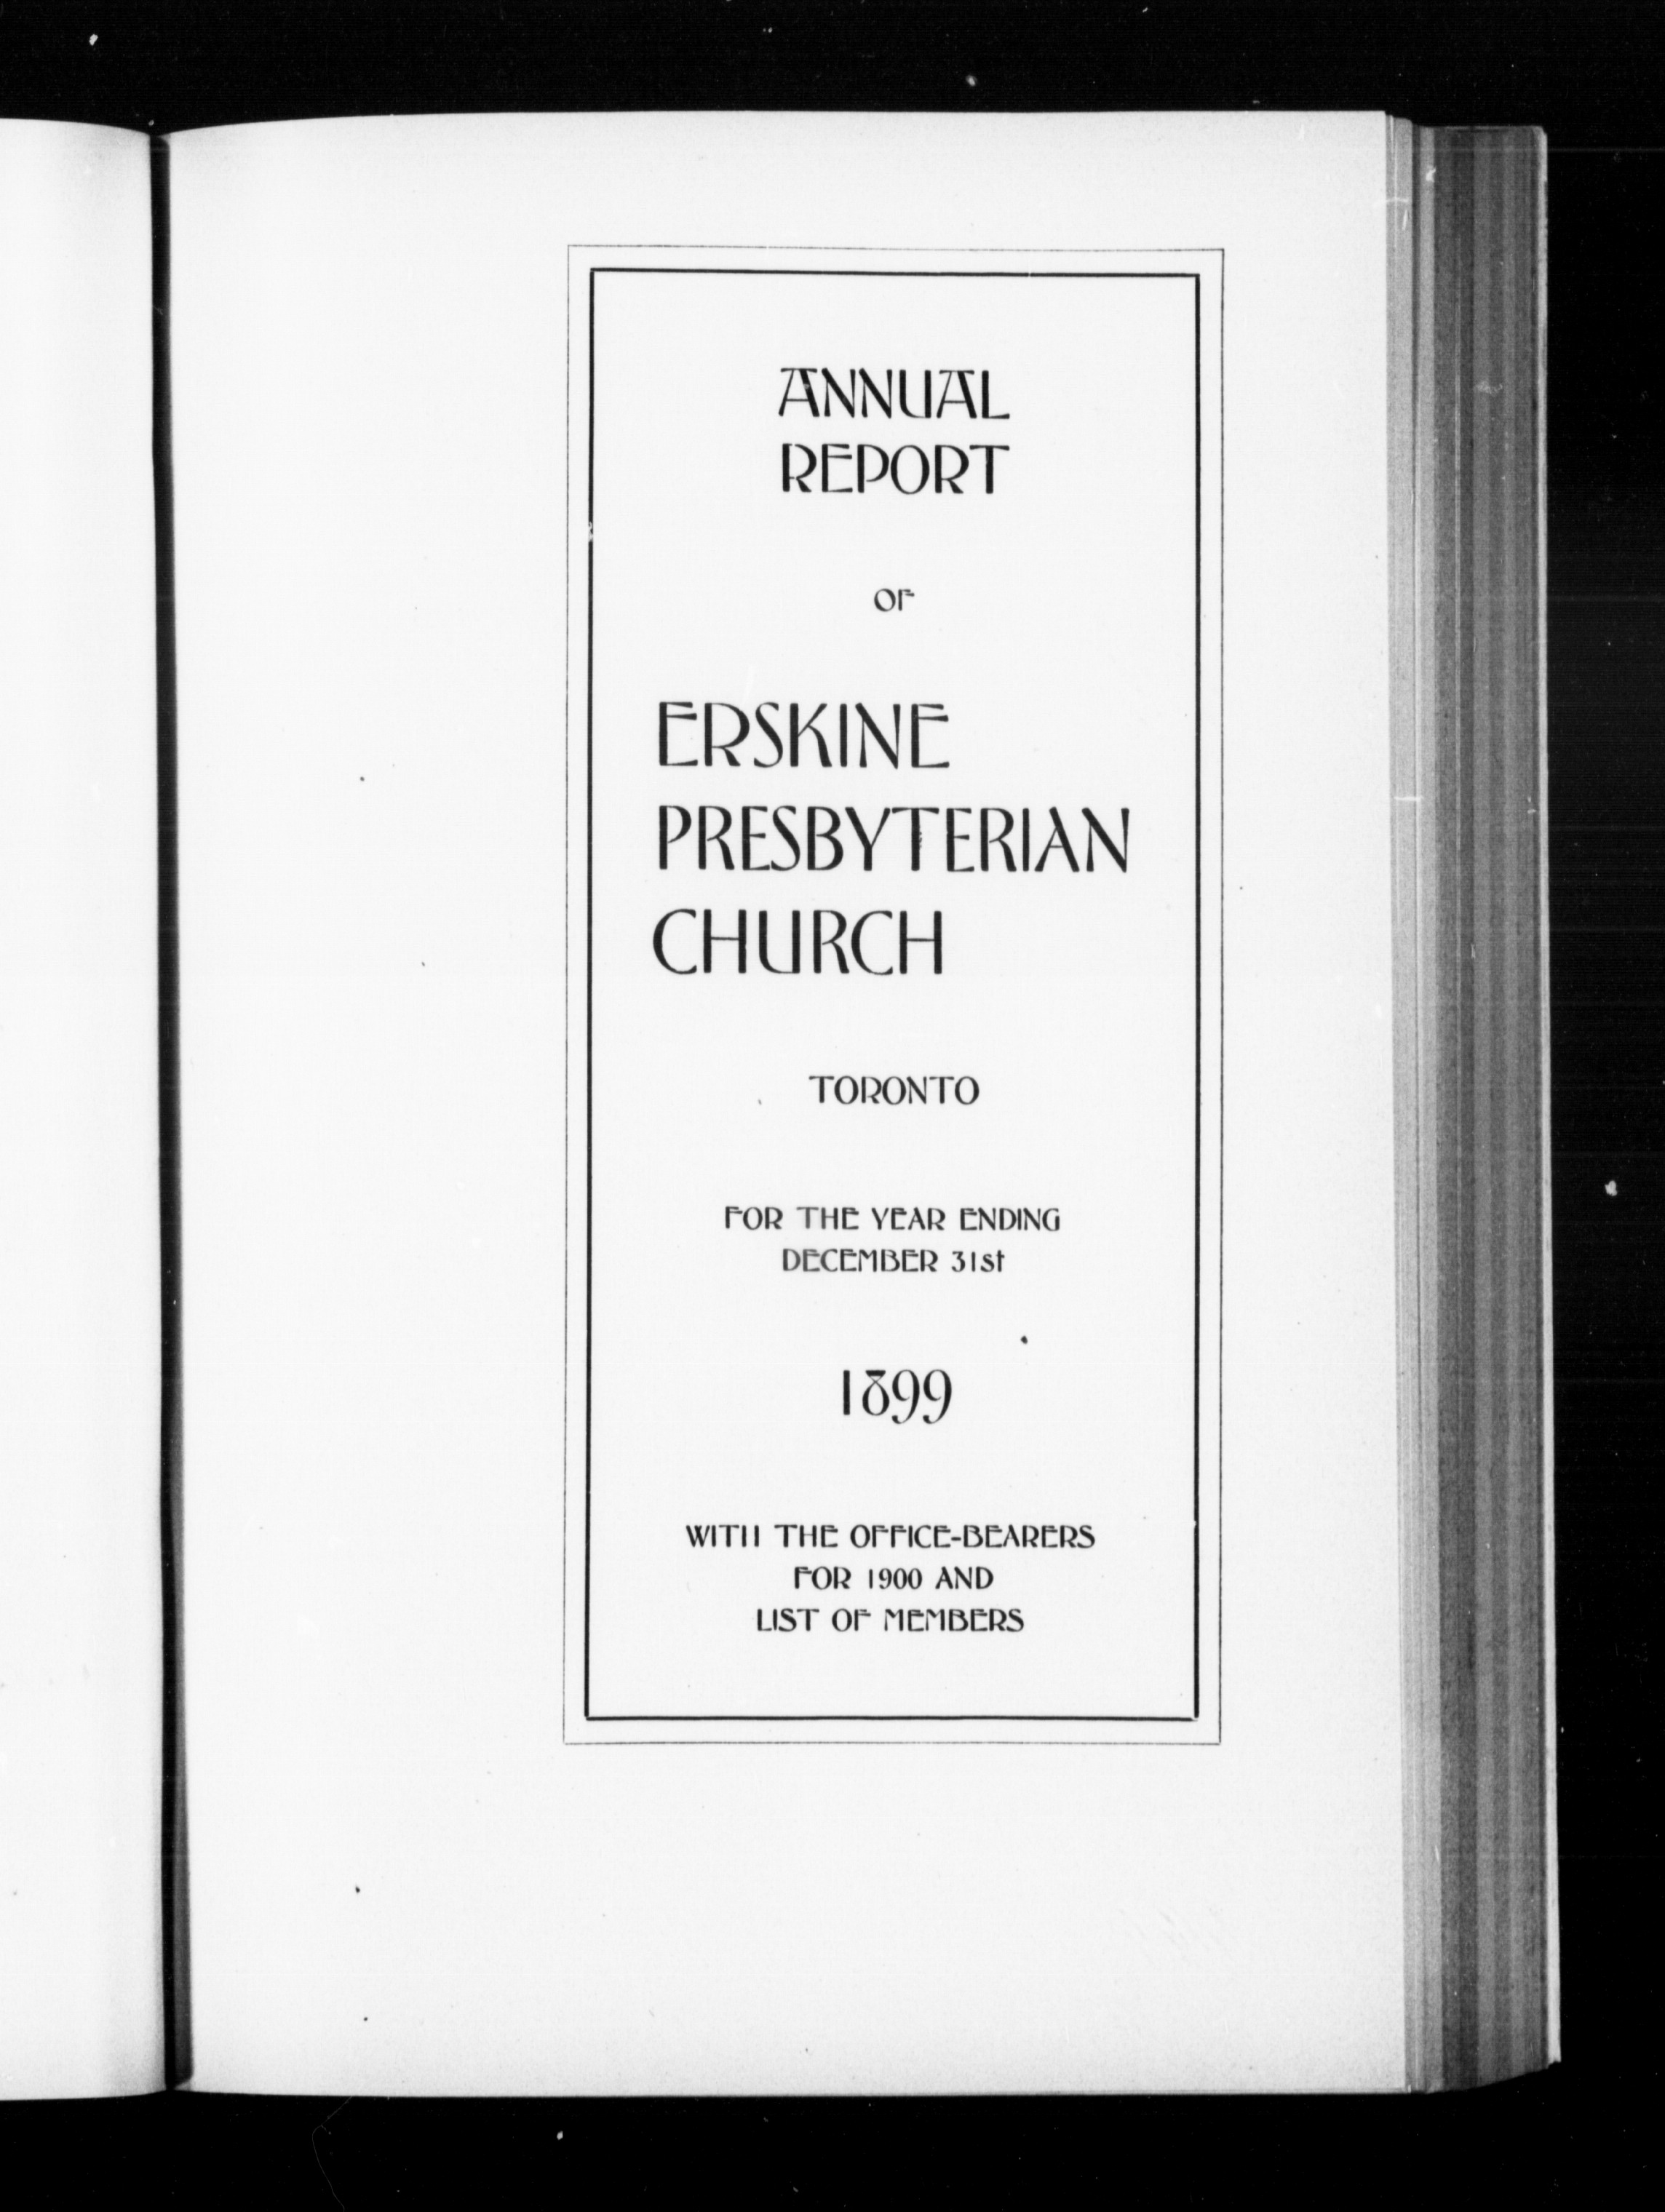 ANNUAL
REPORT
OF
ERSKINE
PRESBYTERIAN
CHURCH
TORONTO
FOR THE YEAR ENDING
DECEMBER 31st
1899
WITH THE OFFICE-BEARERS
FOR 1900 AND
LIST OF MEMBERS